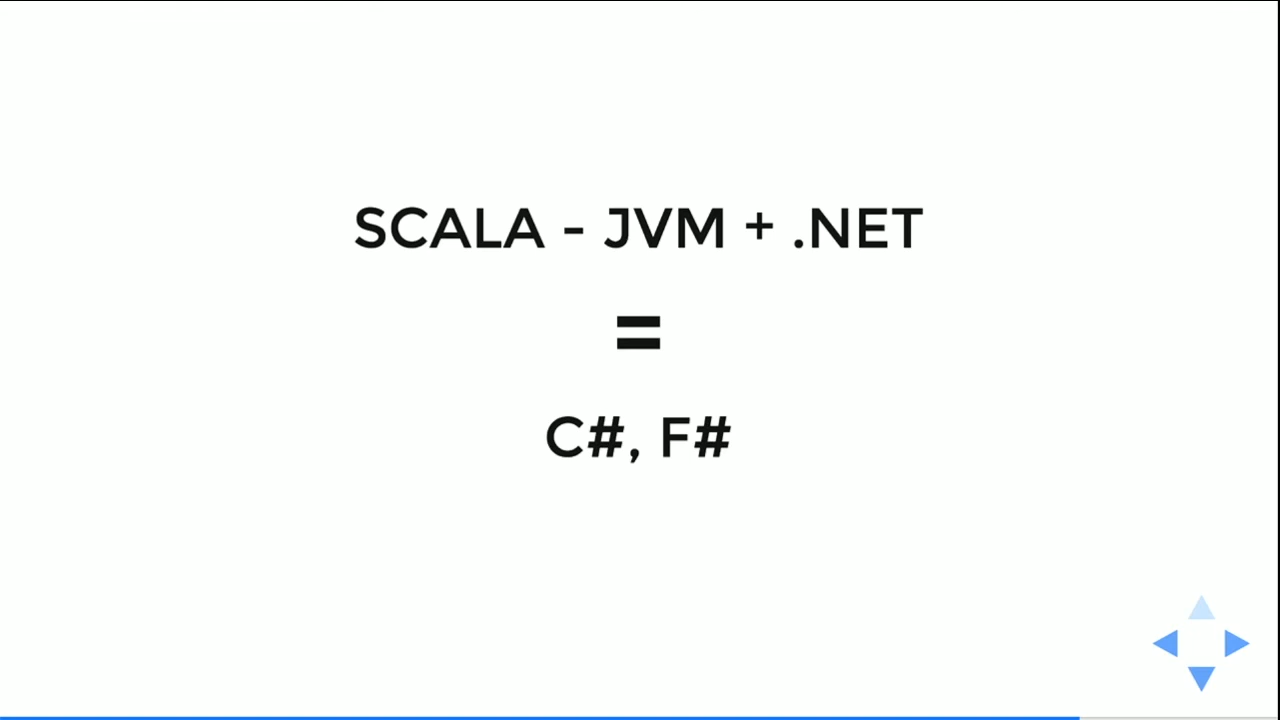 SCALA - JVM + .NET
=
C#, F#